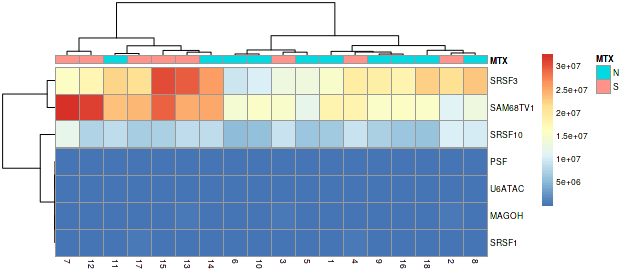 MTX
MTX
N
S
SRSF3
SAM68TV1
SRSF10
PSF
U6ATAC
MAGOH
SRSF1
3e+07
2.5e+07
2e+07
1.5e+07
1e+07
5e+06
7 12 11 17 15 13 14 6 10 3 5 1 4 9 16 18 2 8